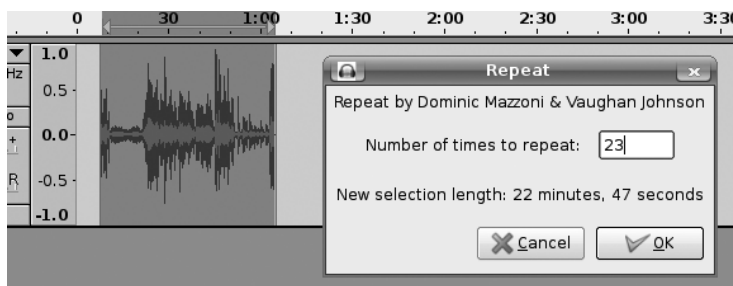 0 30 1:00 1:30 2:00 2:30 3:00 3:30
1.0
Hz
0.5
0.0
+
R
-0.5
-1.0
Repeat
Repeat by Dominic Mazzoni & Vaughan Johnson
Number of times to repeat: 23
New selection length: 22 minutes, 47 seconds
Cancel OK